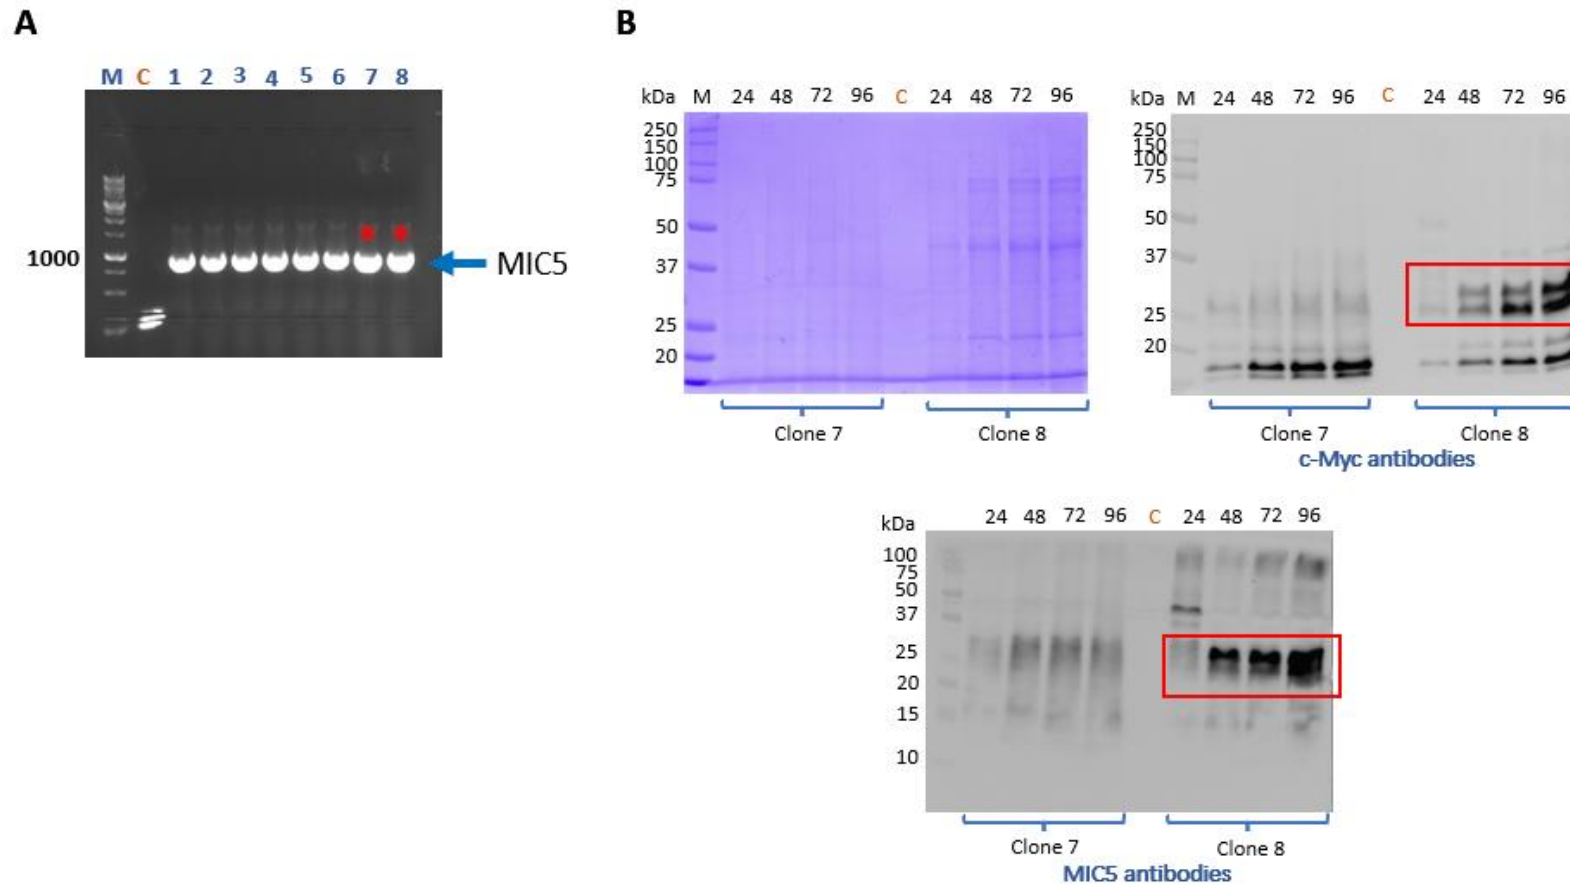 A
M C 1 2 3 4 5 6 7 8
1000
MIC5
B
kDa M 24 48 72 96 C 24 48 72 96
250
150
100
75
50
37
25
20
Clone 7 Clone 8
kDa M 24 48 72 96 C 24 48 72 96
250
150
100
75
50
37
25
20
Clone 7 Clone 8
c-Myc antibodies
kDa 24 48 72 96 C 24 48 72 96
100
75
50
37
25
20
15
10
Clone 7 Clone 8
MIC5 antibodies